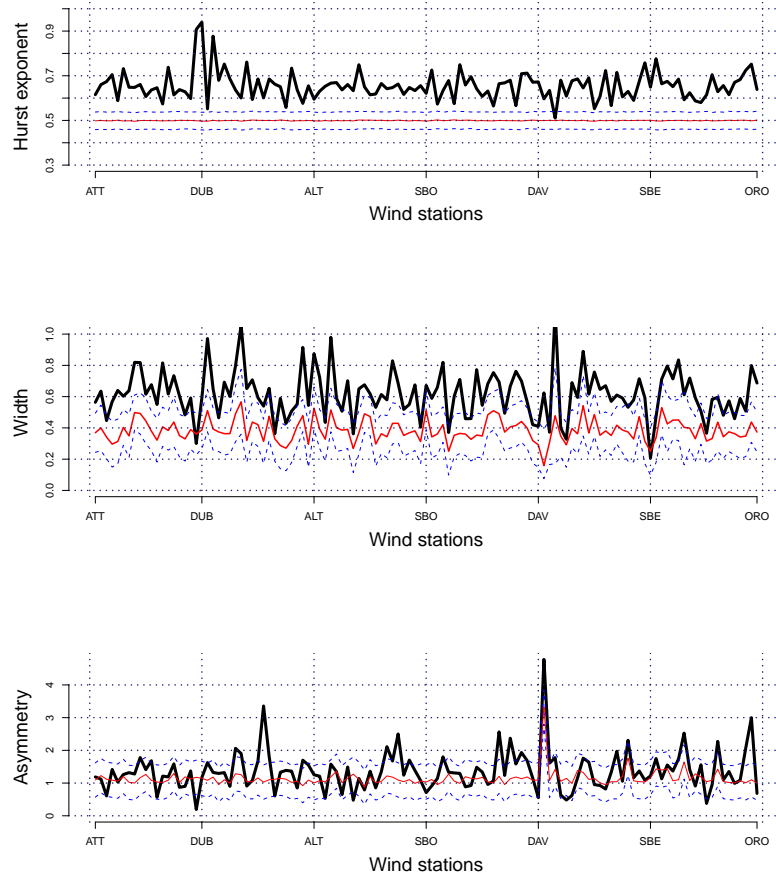 Hurst exponent
0.3
0.5
0.7
0.9
ATT DUB ALT SBO DAV SBE ORO
Wind stations
Width
0.0
0.2
0.4
0.6
0.8
1.0
ATT DUB ALT SBO DAV SBE ORO
Wind stations
Asymmetry
0
1
2
3
4
ATT DUB ALT SBO DAV SBE ORO
Wind stations